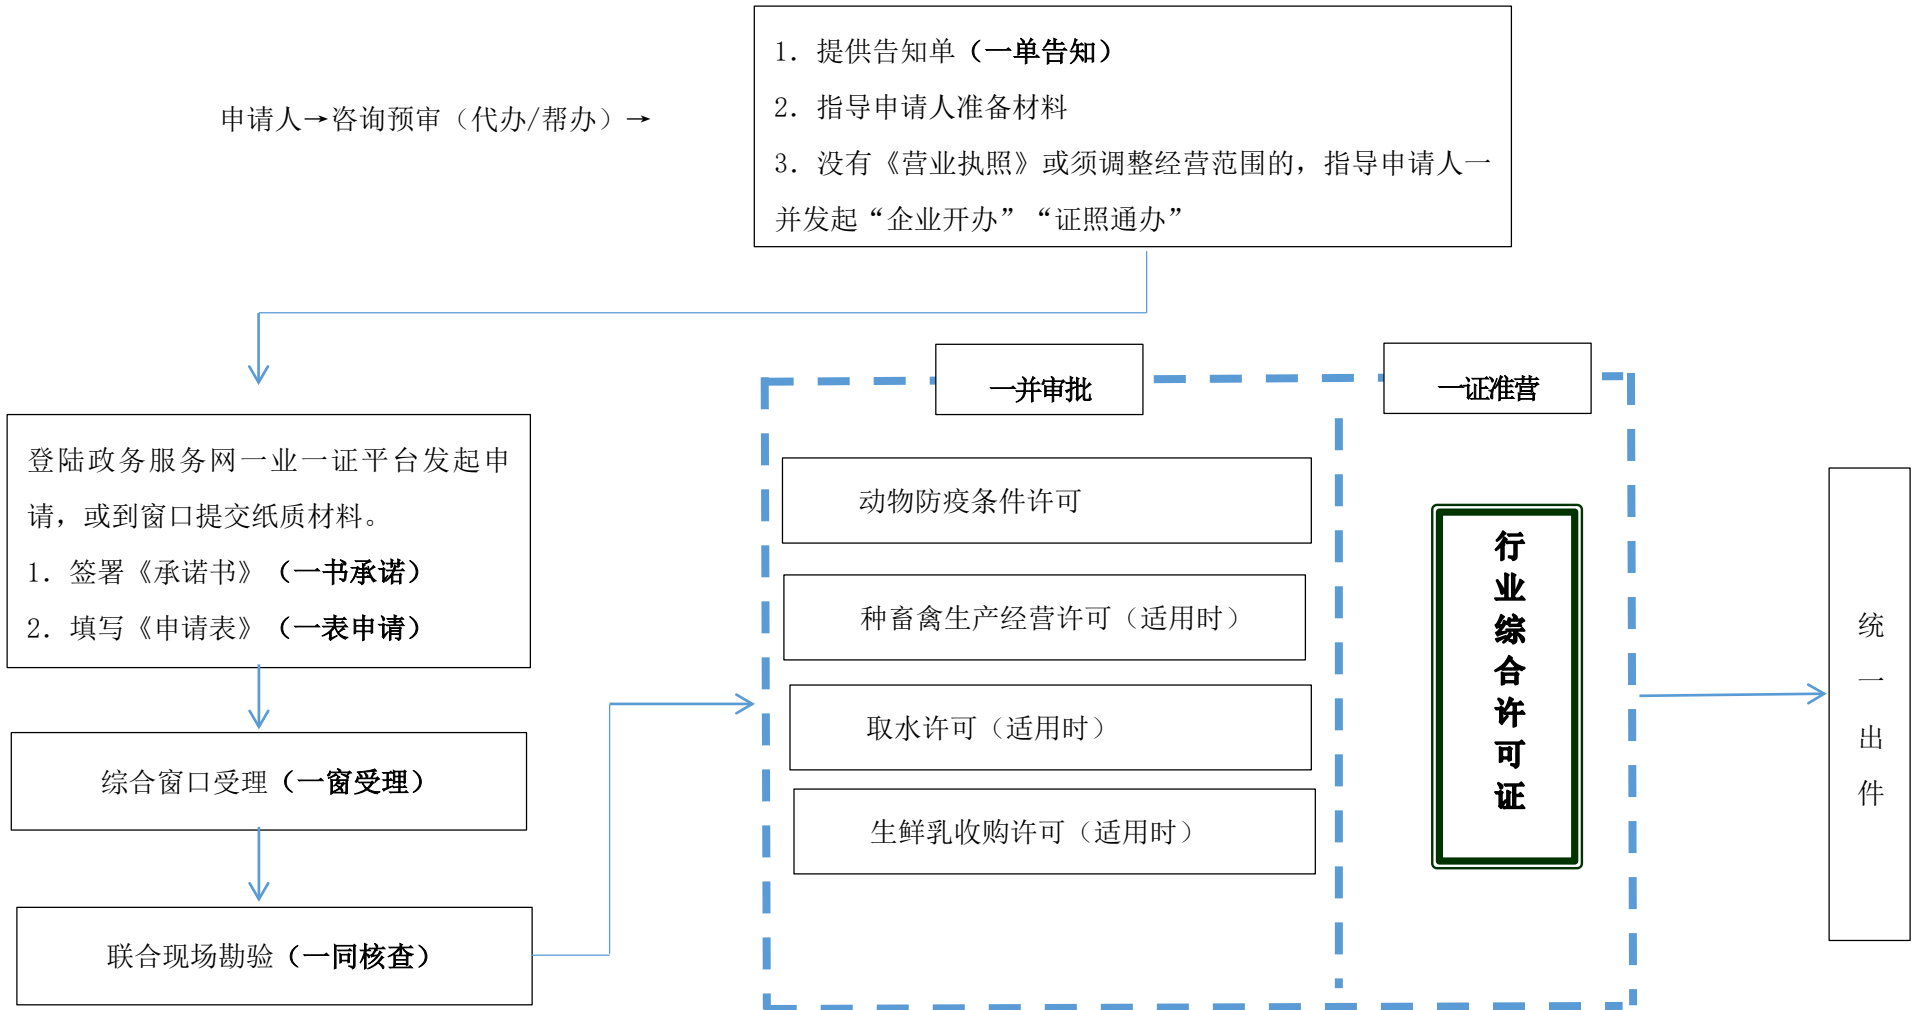 申请人→咨询预审（代办/帮办）→
1. 提供告知单（一单告知）
2. 指导申请人准备材料
3. 没有《营业执照》或须调整经营范围的，指导申请人一
并发起“企业开办”“证照通办”
登陆政务服务网一业一证平台发起申
请，或到窗口提交纸质材料。
1. 签署《承诺书》（一书承诺）
2. 填写《申请表》（一表申请）
综合窗口受理（一窗受理）
联合现场勘验（一同核查）
一并审批
动物防疫条件许可
种畜禽生产经营许可（适用时）
取水许可（适用时）
生鲜乳收购许可（适用时）
一证准营
行业综合许可证
统一出件